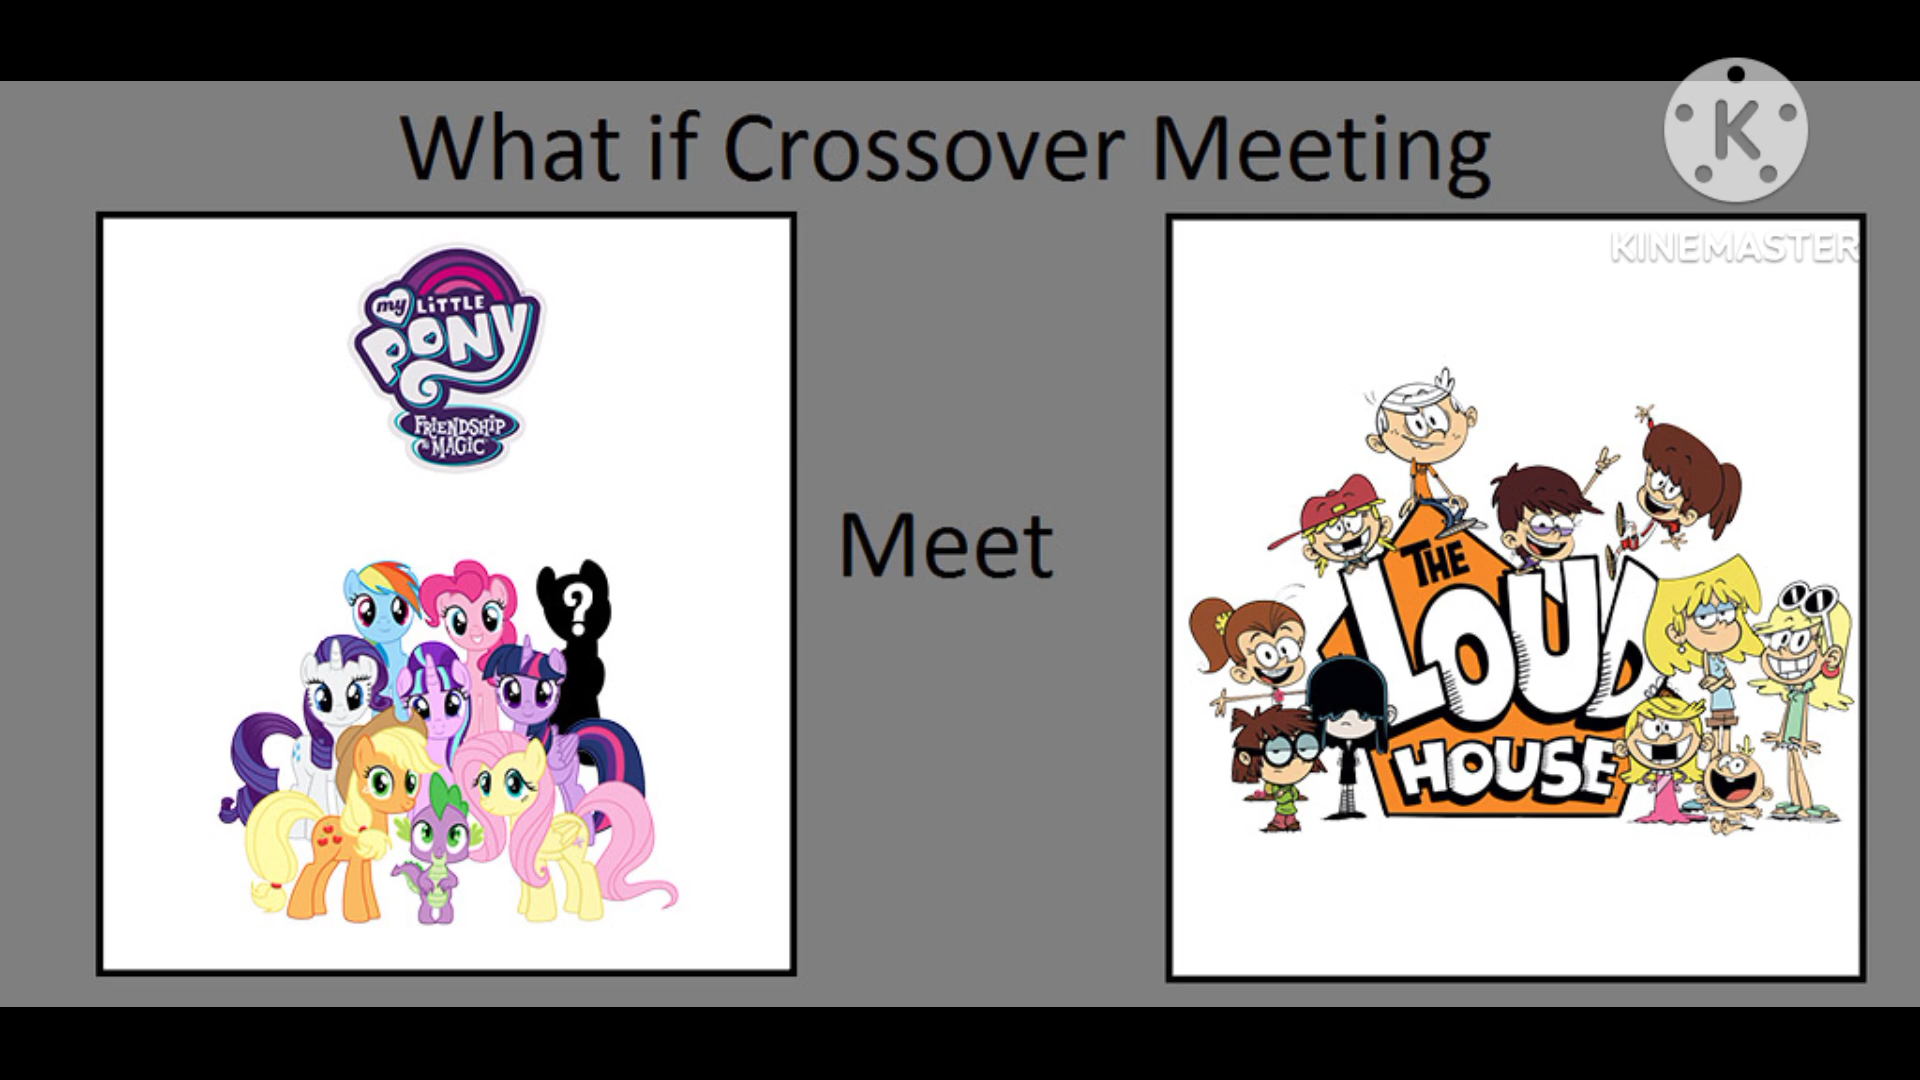 What if Crossover Meeting
K
KINEMASTER
my LiTTLE
PONY
FRiENDSHiP
is MAGiC
?
Meet
THE
LOUD
HOUSE